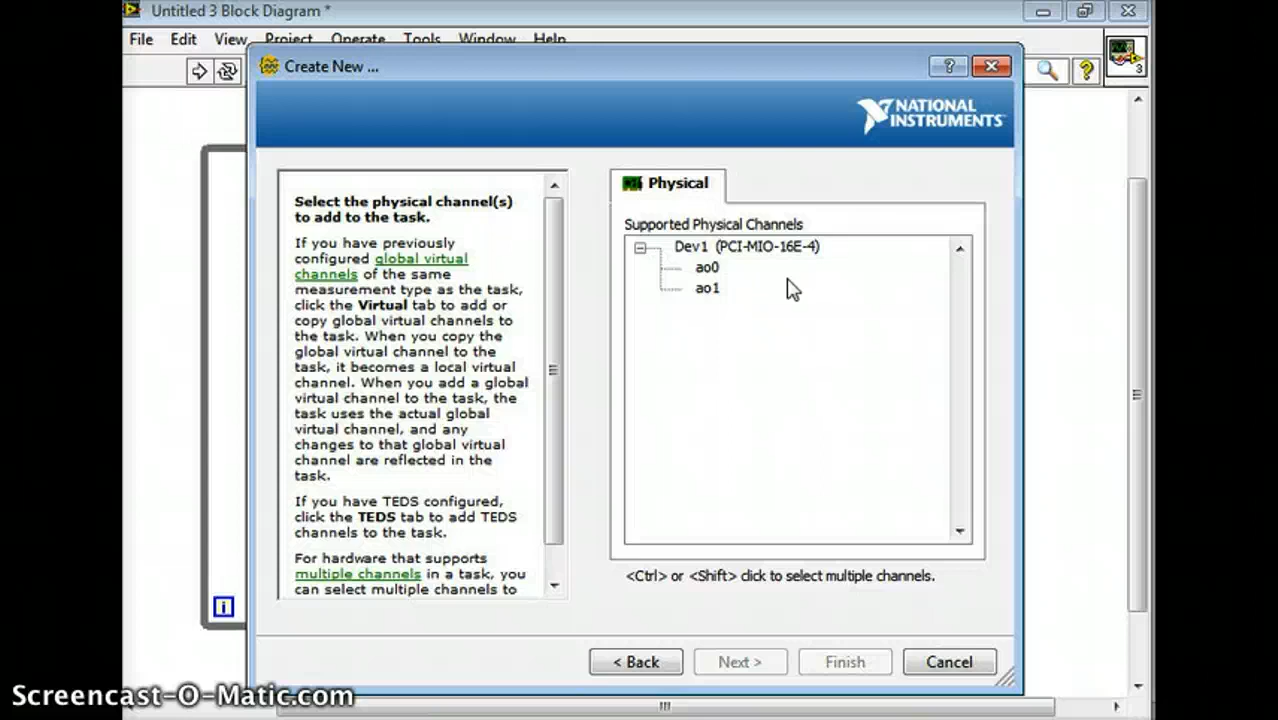 Untitled 3 Block Diagram *
File Edit View Project Operate Tools Window Help
Create New ...
?
?
3
NATIONAL
INSTRUMENTS
Select the physical channel(s)
to add to the task.
If you have previously
configured global virtual
channels of the same
measurement type as the task,
click the Virtual tab to add or
copy global virtual channels to
the task. When you copy the
global virtual channel to the
task, it becomes a local virtual
channel. When you add a global
virtual channel to the task, the
task uses the actual global
virtual channel, and any
changes to that global virtual
channel are reflected in the
task.
If you have TEDS configured,
click the TEDS tab to add TEDS
channels to the task.
For hardware that supports
multiple channels in a task, you
can select multiple channels to
Physical
Supported Physical Channels
Dev1 (PCI-MIO-16E-4)
ao0
ao1
<Ctrl> or <Shift> click to select multiple channels.
i
< Back Next > Finish Cancel
Screencast-O-Matic.com